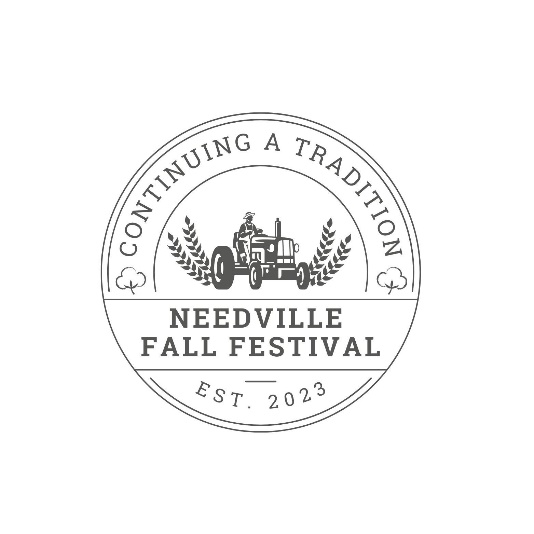 CONTINUING A TRADITION
NEEDVILLE
FALL FESTIVAL
EST. 2023